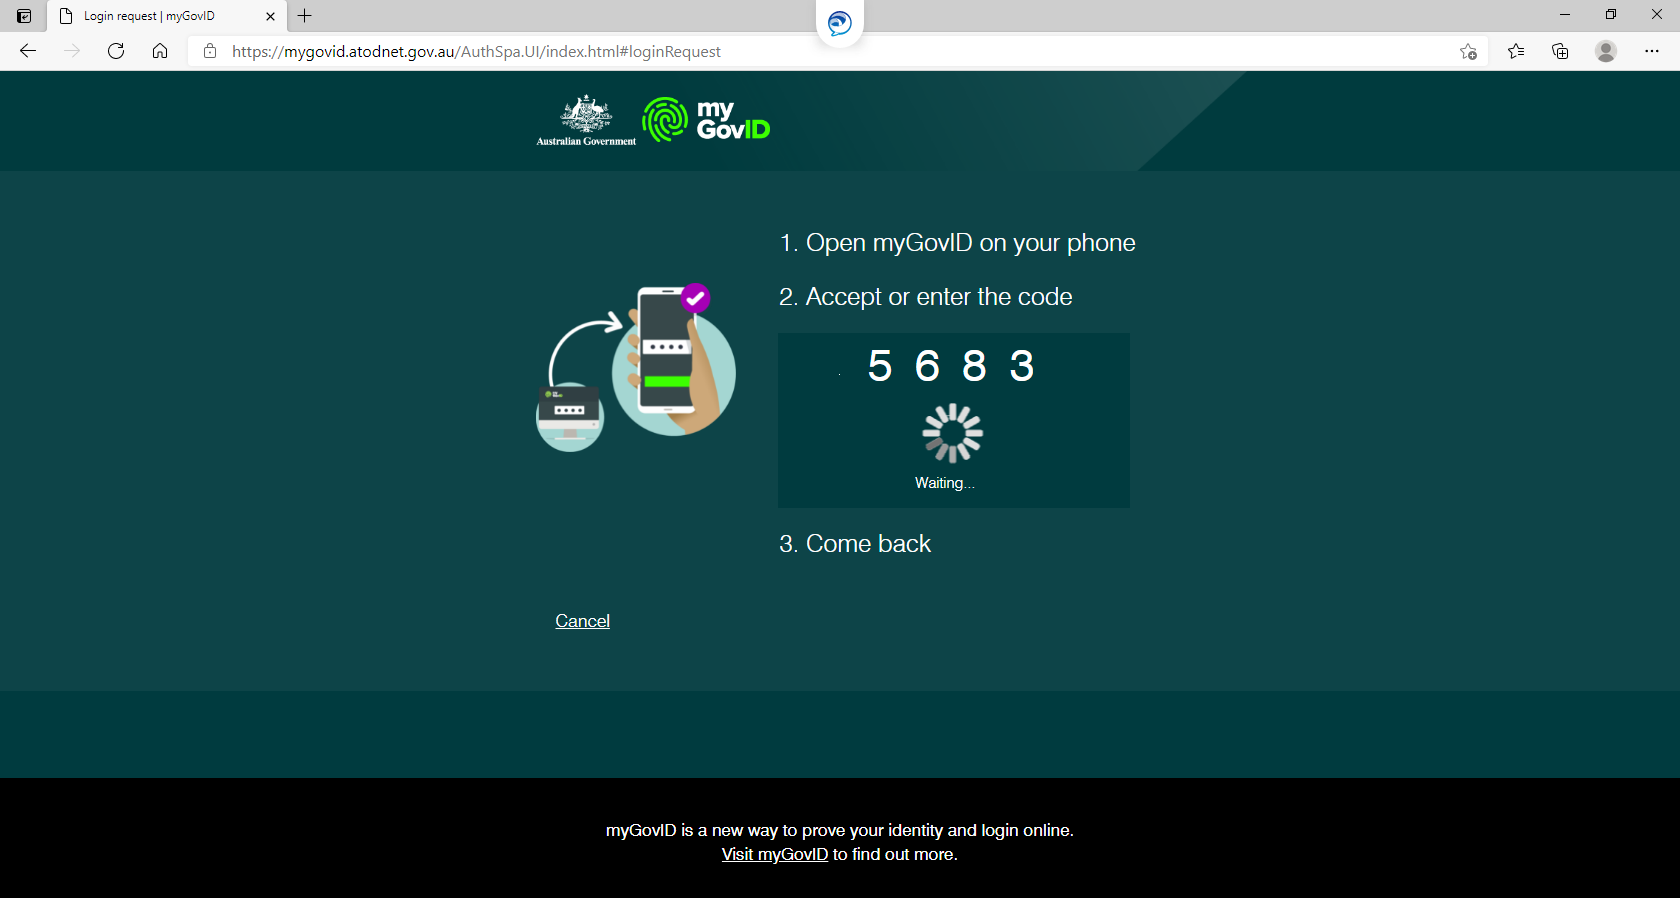 Login request | myGovID
https://mygovid.atodnet.gov.au/AuthSpa.UI/index.html#loginRequest
Australian Government
my
GovID
1. Open myGovID on your phone
2. Accept or enter the code
5 6 8 3
Waiting...
3. Come back
Cancel
myGovID is a new way to prove your identity and login online.
Visit myGovID to find out more.